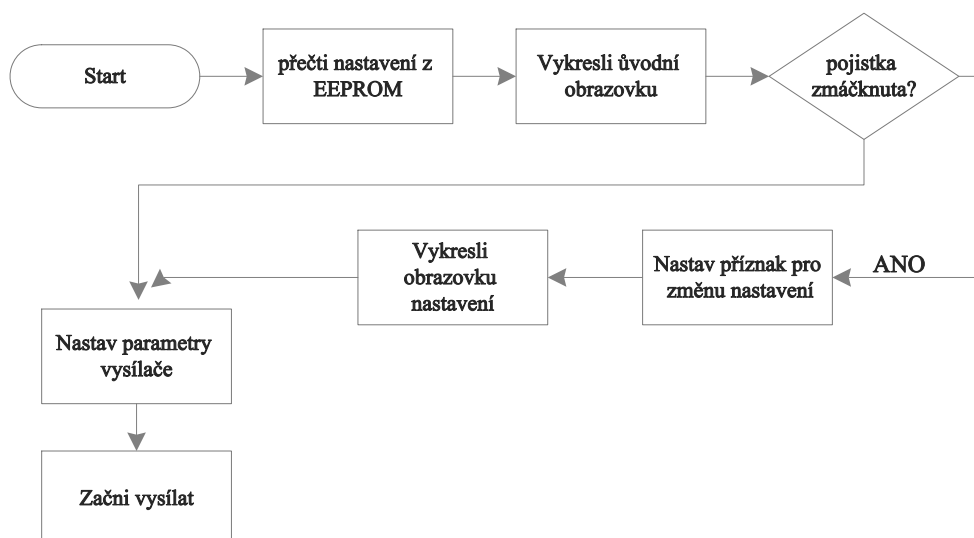 Start
přečti nastavení z
EEPROM
Vykresli ůvodní
obrazovku
pojistka
zmáčknuta?
Vykresli
obrazovku
nastavení
Nastav příznak pro
změnu nastavení
ANO
Nastav parametry
vysílače
Začni vysílat